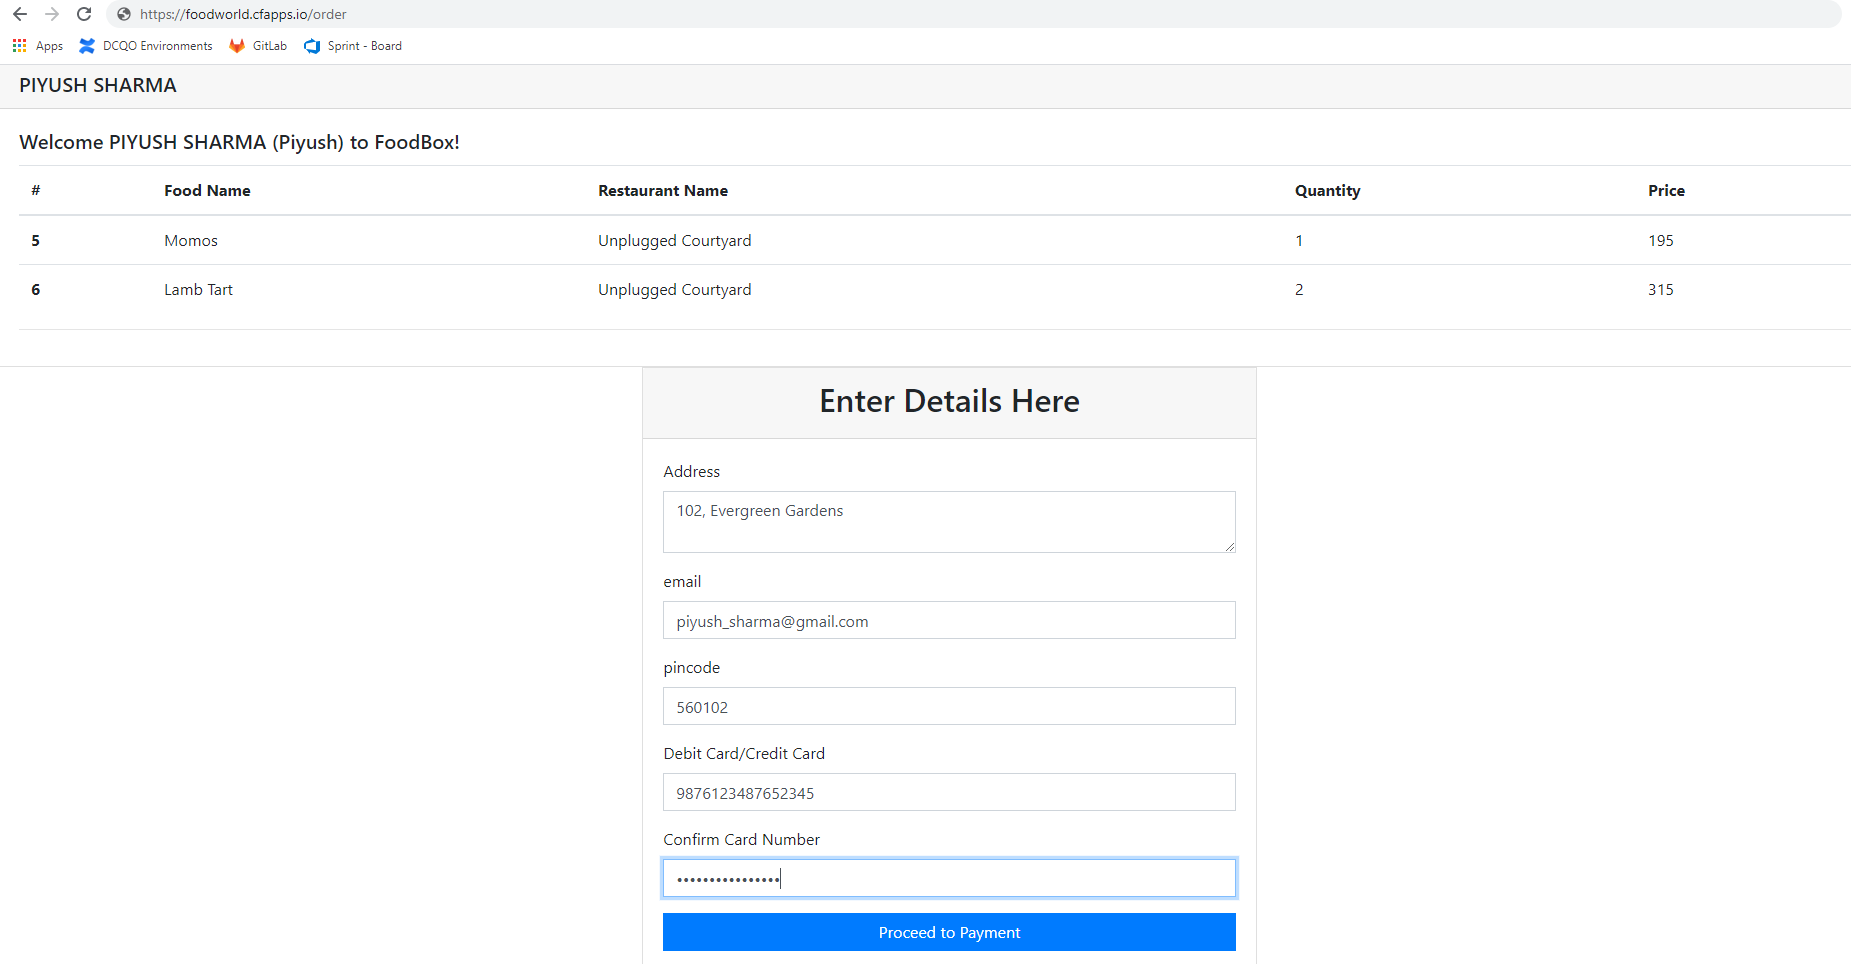 https://foodworld.cfapps.io/order
Apps DCQO Environments GitLab Sprint - Board
PIYUSH SHARMA
Welcome PIYUSH SHARMA (Piyush) to FoodBox!
# Food Name Restaurant Name Quantity Price
5 Momos Unplugged Courtyard 1 195
6 Lamb Tart Unplugged Courtyard 2 315
Enter Details Here
Address
102, Evergreen Gardens
email
piyush_sharma@gmail.com
pincode
560102
Debit Card/Credit Card
9876123487652345
Confirm Card Number
••••••••••••••••
Proceed to Payment